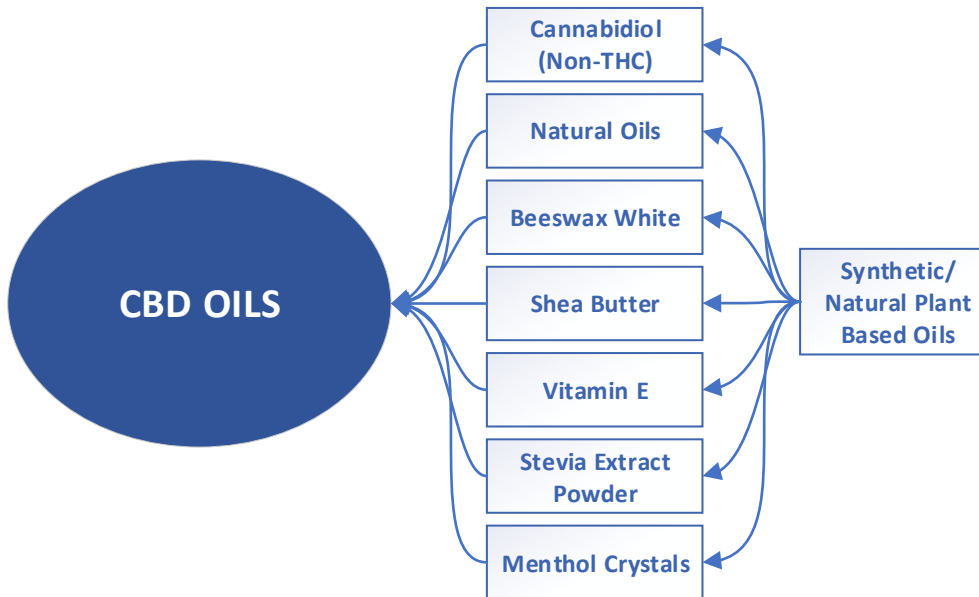 Cannabidiol
(Non-THC)
Natural Oils
Beeswax White
CBD OILS
Shea Butter
Synthetic/
Natural Plant
Based Oils
Vitamin E
Stevia Extract
Powder
Menthol Crystals